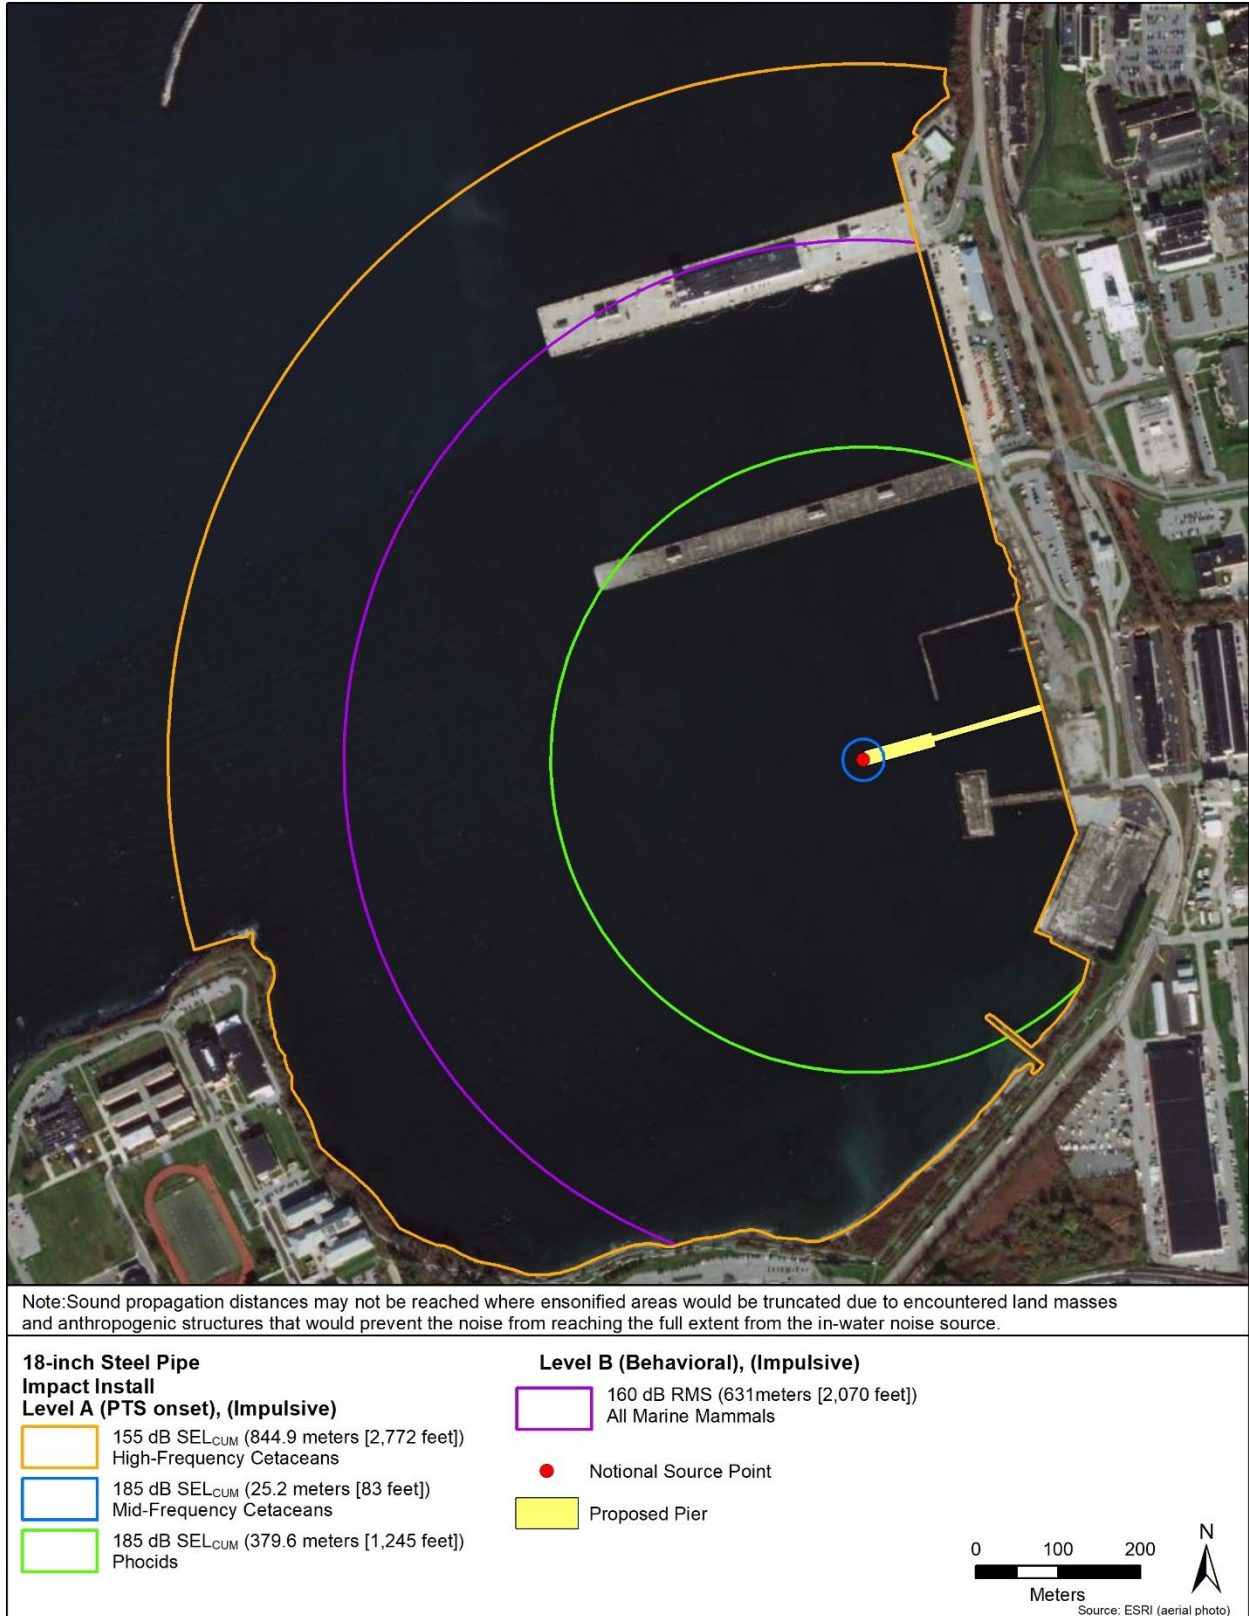 Note:Sound propagation distances may not be reached where ensonified areas would be truncated due to encountered land masses
and anthropogenic structures that would prevent the noise from reaching the full extent from the in-water noise source.
18-inch Steel Pipe
Impact Install
Level A (PTS onset), (Impulsive)
155 dB SELCUM (844.9 meters [2,772 feet])
High-Frequency Cetaceans
185 dB SELCUM (25.2 meters [83 feet])
Mid-Frequency Cetaceans
185 dB SELCUM (379.6 meters [1,245 feet])
Phocids
Level B (Behavioral), (Impulsive)
160 dB RMS (631meters [2,070 feet])
All Marine Mammals
Notional Source Point
Proposed Pier
0 100 200
Meters
N
Source: ESRI (aerial photo)